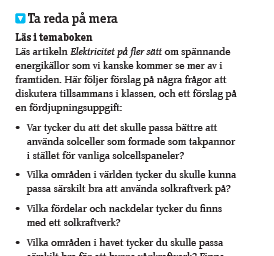 Ta reda på mera
Läs i temaboken
Läs artikeln Elektricitet på fler sätt om spännande
energikällor som vi kanske kommer se mer av i
framtiden. Här följer förslag på några frågor att
diskutera tillsammans i klassen, och ett förslag på
en fördjupningsuppgift:
• Var tycker du att det skulle passa bättre att
använda solceller som formade som takpannor
i stället för vanliga solcellspaneler?
• Vilka områden i världen tycker du skulle kunna
passa särskilt bra att använda solkraftverk på?
• Vilka fördelar och nackdelar tycker du finns
med ett solkraftverk?
• Vilka områden i havet tycker du skulle passa